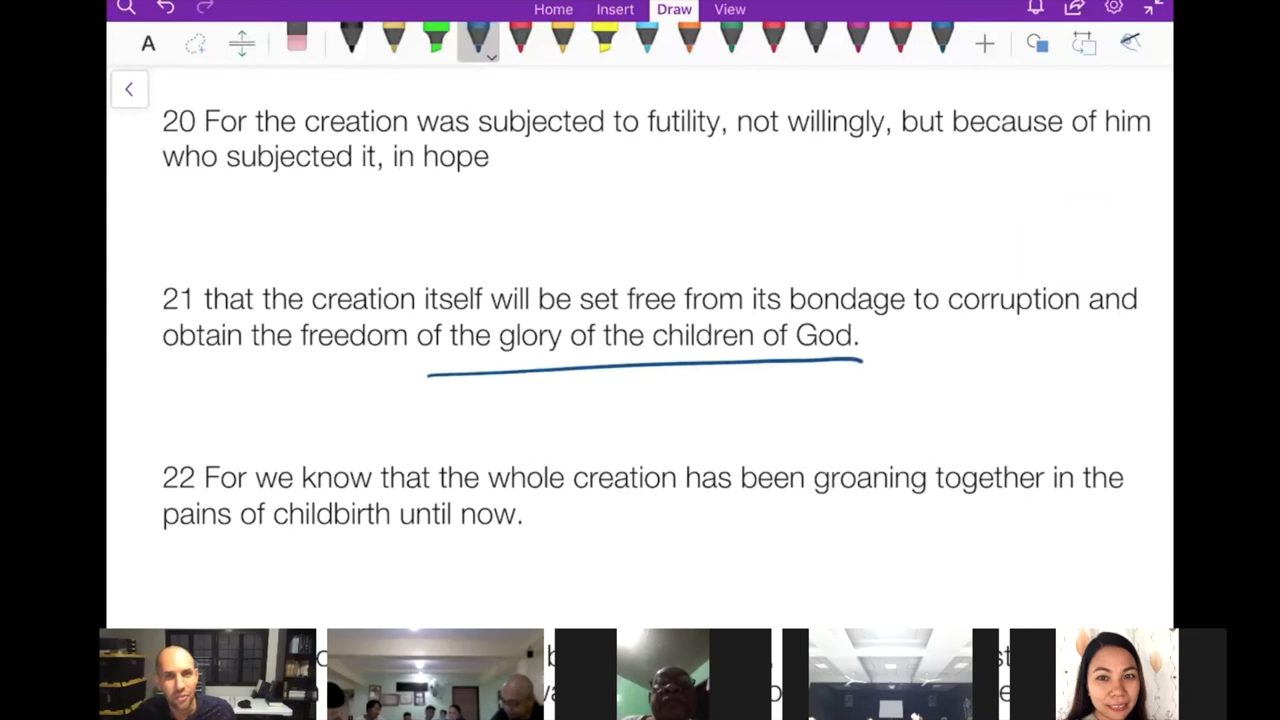 Home Insert Draw View
A
20 For the creation was subjected to futility, not willingly, but because of him
who subjected it, in hope
21 that the creation itself will be set free from its bondage to corruption and
obtain the freedom of the glory of the children of God.
22 For we know that the whole creation has been groaning together in the
pains of childbirth until now.